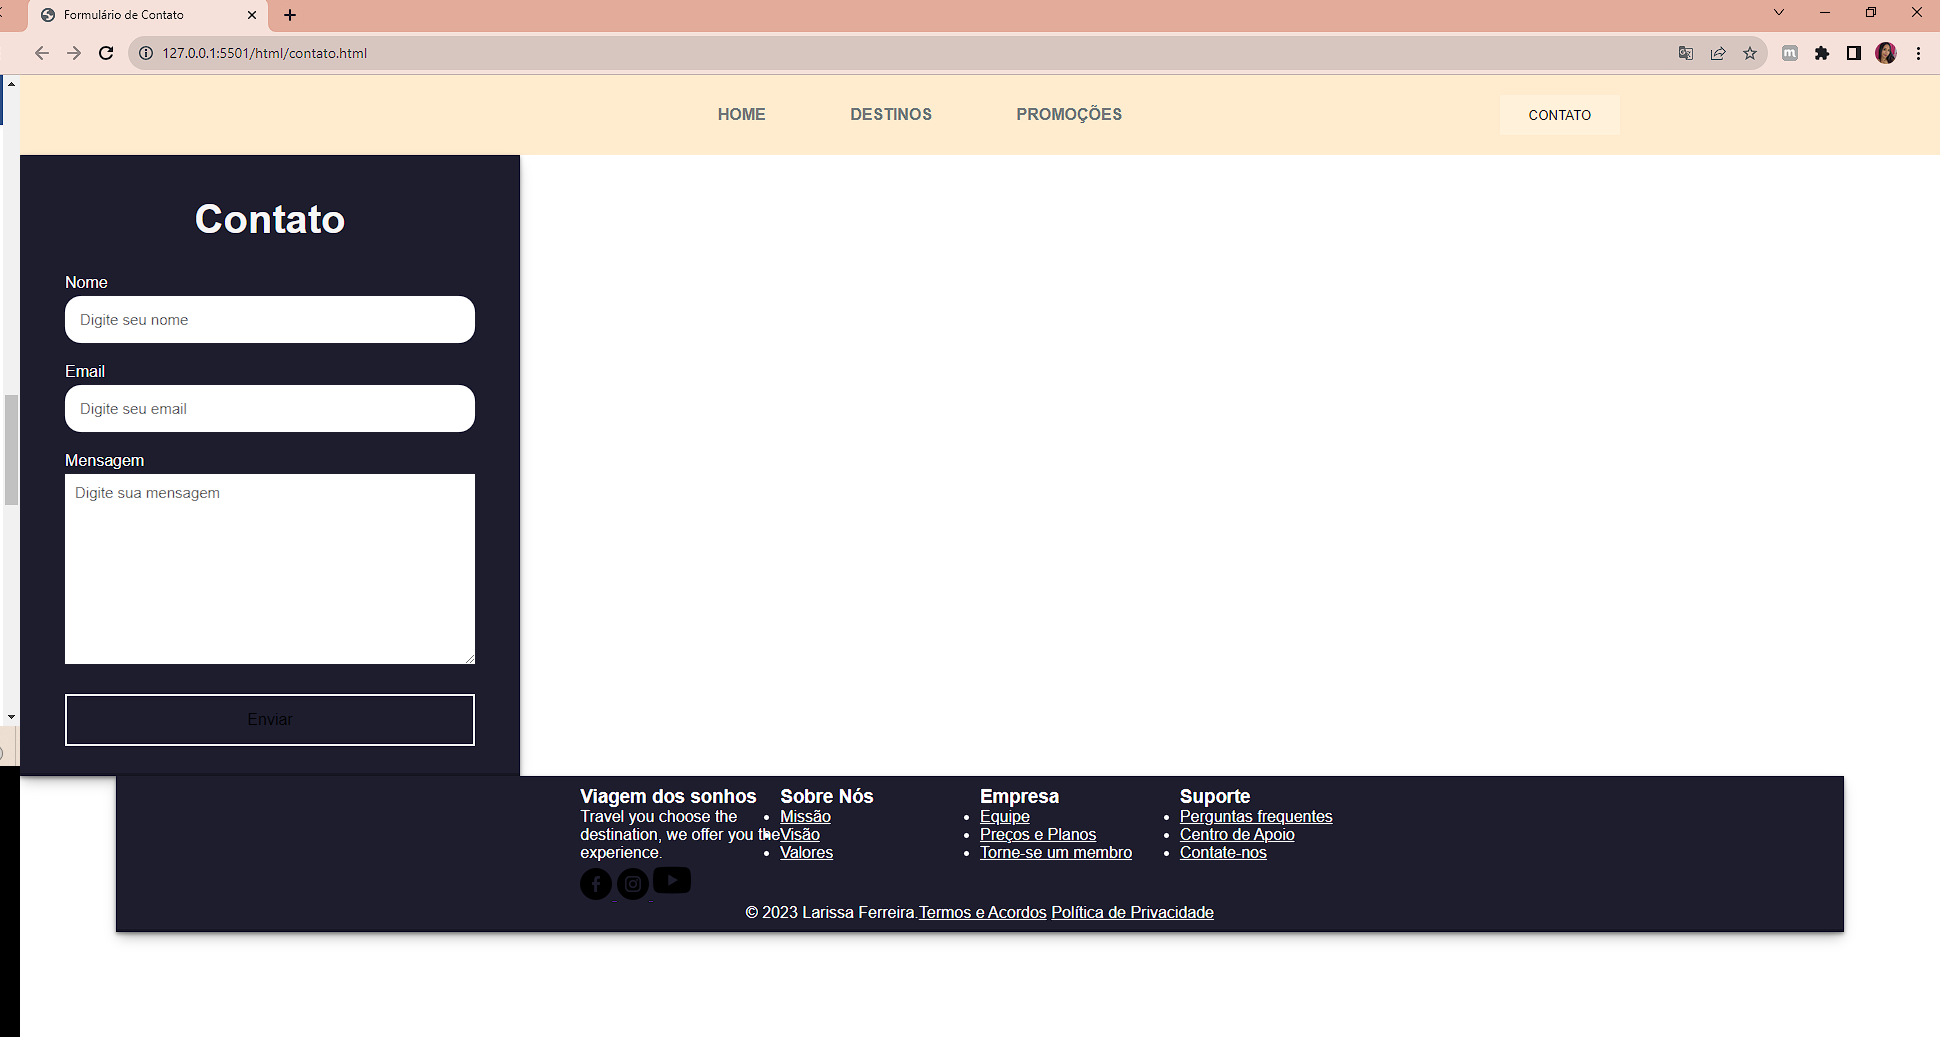 Formulário de Contato
127.0.0.1:5501/html/contato.html
HOME DESTINOS PROMOÇÕES CONTATO
Contato
Nome
Digite seu nome
Email
Digite seu email
Mensagem
Digite sua mensagem
Enviar
Viagem dos sonhos
Travel you choose the
destination, we offer you the
experience.
Sobre Nós
Missão
Visão
Valores
Empresa
Equipe
Preços e Planos
Torne-se um membro
Suporte
Perguntas frequentes
Centro de Apoio
Contate-nos
© 2023 Larissa Ferreira.Termos e Acordos Política de Privacidade